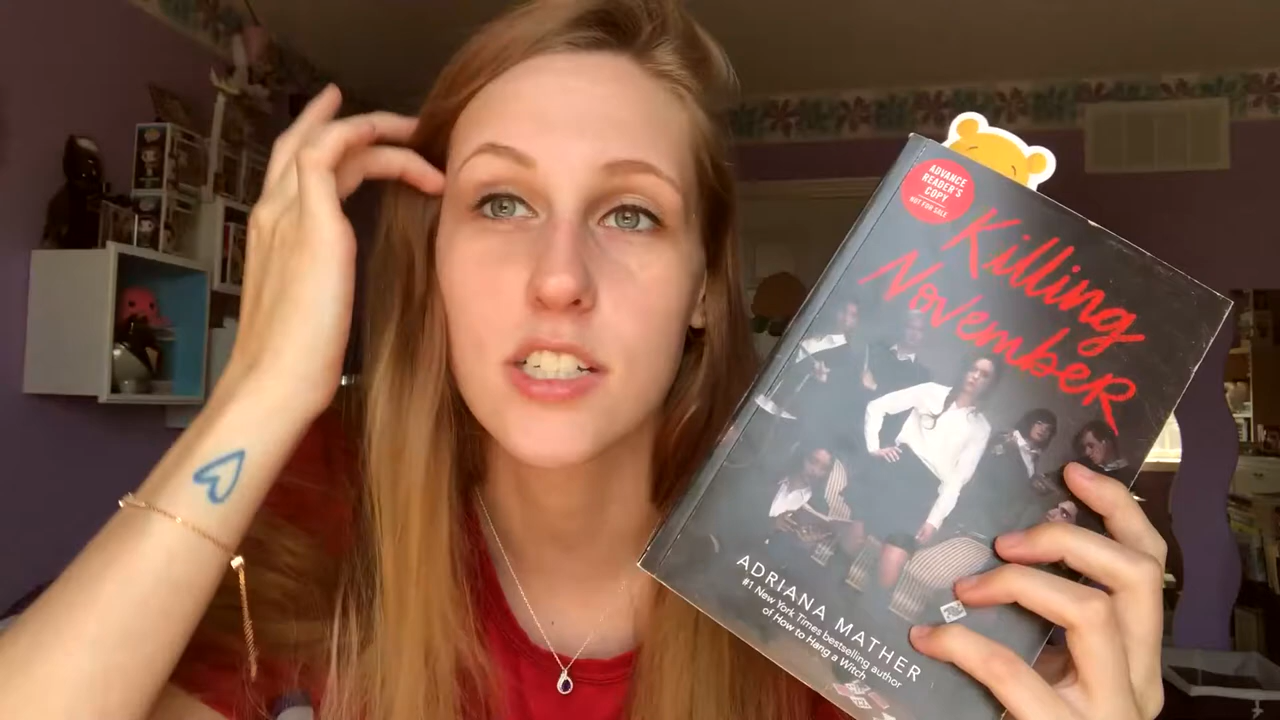 ADVANCE
READER'S
COPY
NOT FOR SALE
Killing
November
ADRIANA MATHER
#1 New York Times bestselling author
of How to Hang a Witch